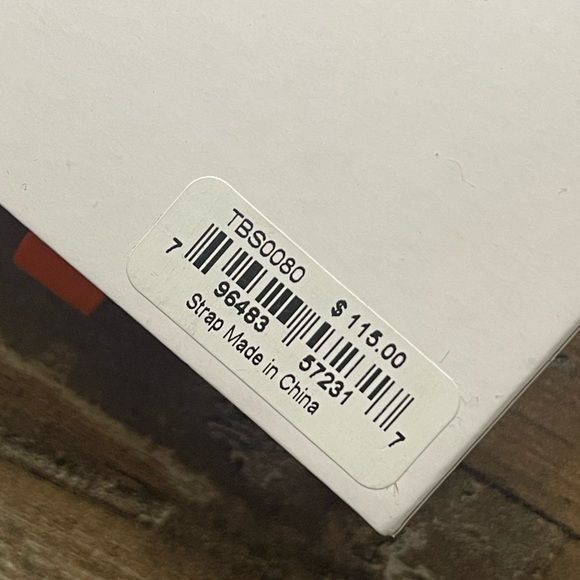 TBS0080 $ 115.00
7 96483 57231 7
Strap Made in China